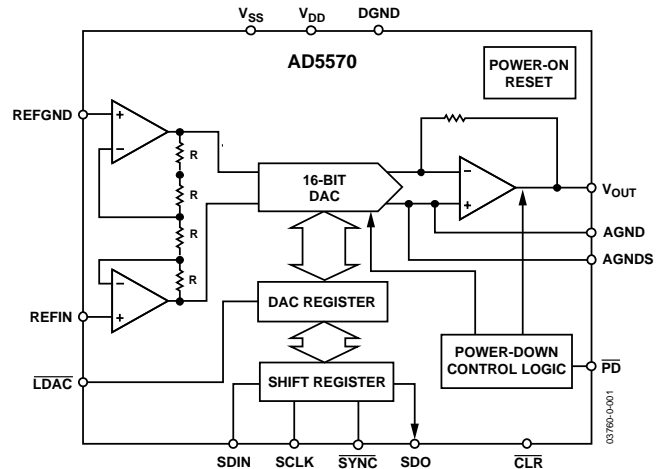 VSS VDD DGND
AD5570
POWER-ON
RESET
REFGND
+
−
R
R
R
R
16-BIT
DAC
−
+
VOUT
AGND
AGNDS
−
+
REFIN
DAC REGISTER
LDAC
SHIFT REGISTER
POWER-DOWN
CONTROL LOGIC
PD
SDIN SCLK SYNC SDO CLR
03760-0-001